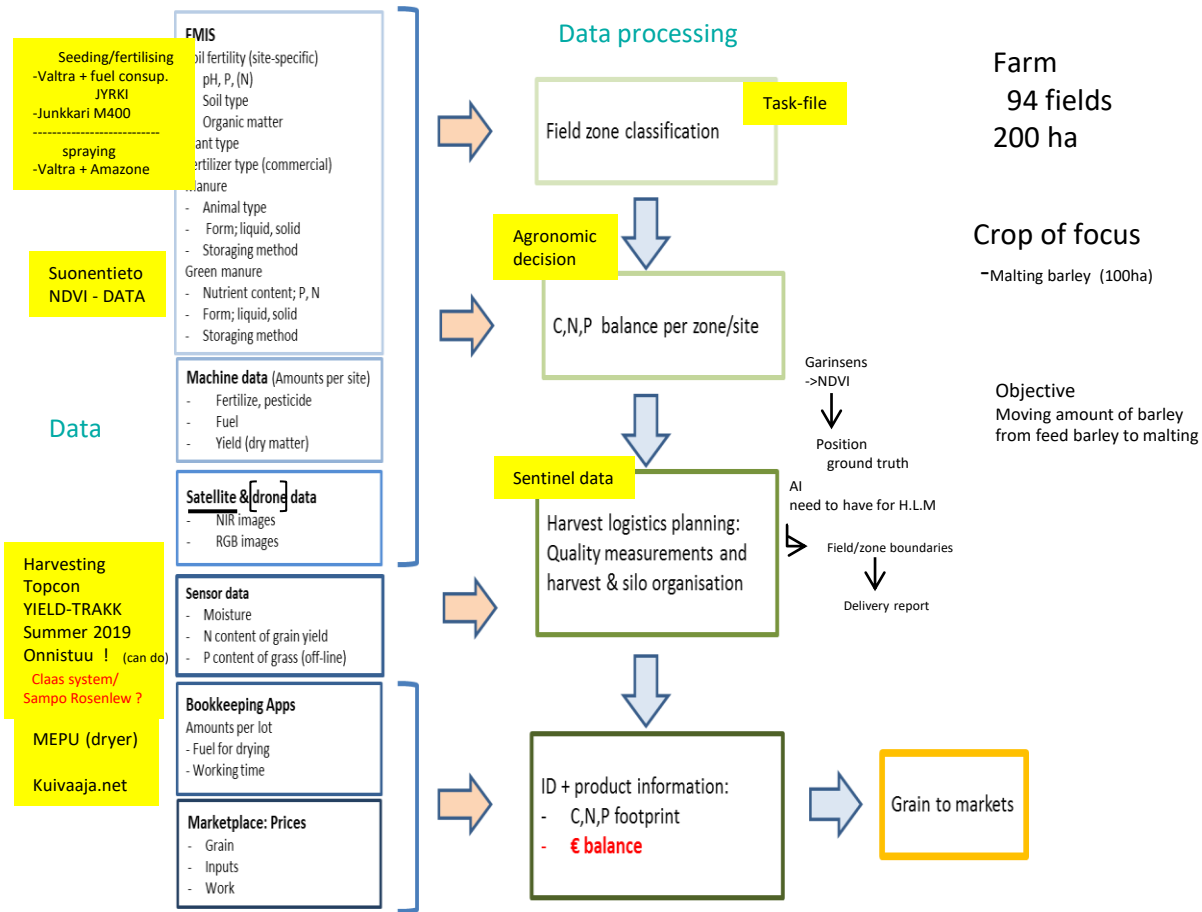 Data processing
Data
Seeding/fertilising
-Valtra + fuel consup.
JYRKI
-Junkkari M400
---------------------------
spraying
-Valtra + Amazone
Suonentieto
NDVI - DATA
Harvesting
Topcon
YIELD-TRAKK
Summer 2019
Onnistuu ! (can do)
Claas system/
Sampo Rosenlew ?
MEPU (dryer)
Kuivaaja.net
FMIS
oil fertility (site-specific)
pH, P, (N)
Soil type
Organic matter
lant type
ertilizer type (commercial)
Manure
- Animal type
- Form; liquid, solid
- Storaging method
Green manure
- Nutrient content; P, N
- Form; liquid, solid
- Storaging method
Machine data (Amounts per site)
- Fertilize, pesticide
- Fuel
- Yield (dry matter)
Satellite & [drone] data
- NIR images
- RGB images
Sensor data
- Moisture
- N content of grain yield
- P content of grass (off-line)
Bookkeeping Apps
Amounts per lot
- Fuel for drying
- Working time
Marketplace: Prices
- Grain
- Inputs
- Work
Task-file
Field zone classification
Agronomic
decision
C,N,P balance per zone/site
Sentinel data
Harvest logistics planning:
Quality measurements and
harvest & silo organisation
ID + product information:
- C,N,P footprint
- € balance
Grain to markets
Garinsens
->NDVI
Position
ground truth
AI
need to have for H.L.M
Field/zone boundaries
Delivery report
Farm
94 fields
200 ha
Crop of focus
-Malting barley (100ha)
Objective
Moving amount of barley
from feed barley to malting